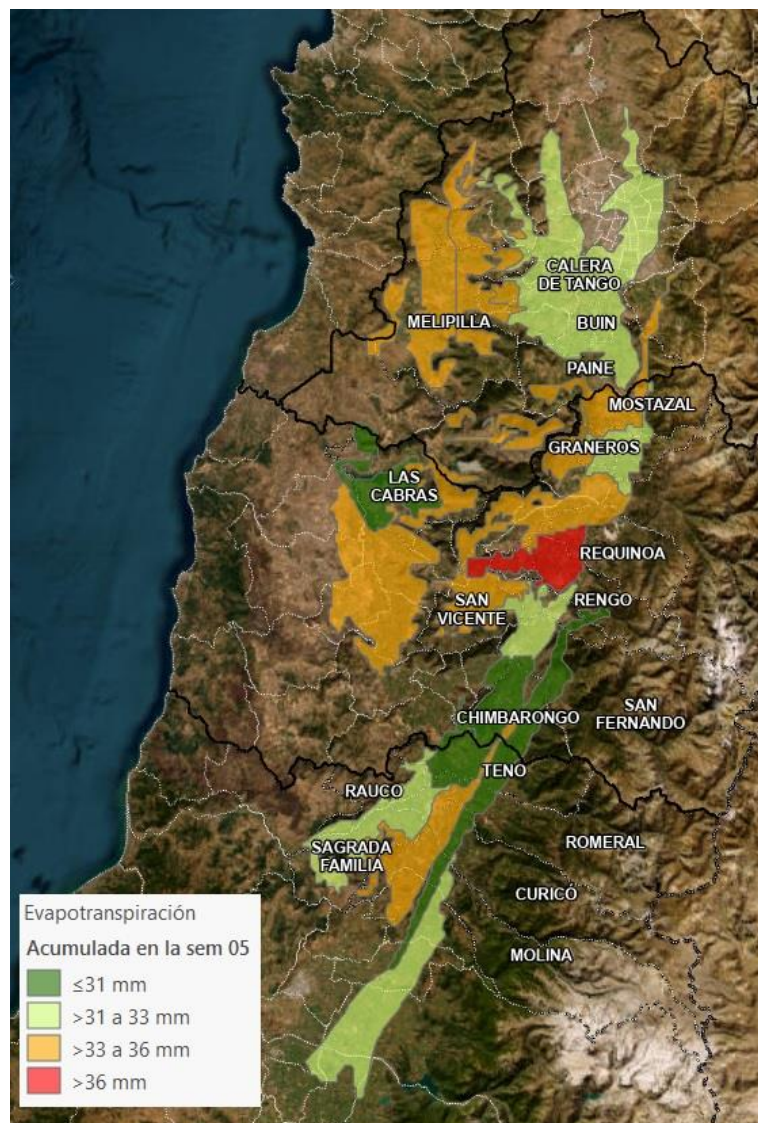 CALERA
DE TANGO
MELIPILLA
BUIN
PAINE
MOSTAZAL
GRANEROS
LAS
CABRAS
REQUINOA
SAN
VICENTE
RENGO
CHIMBARONGO
SAN
FERNANDO
TENO
RAUCO
SAGRADA
FAMILIA
ROMERAL
CURICÓ
MOLINA
Evapotranspiración
Acumulada en la sem 05
≤31 mm
>31 a 33 mm
>33 a 36 mm
>36 mm